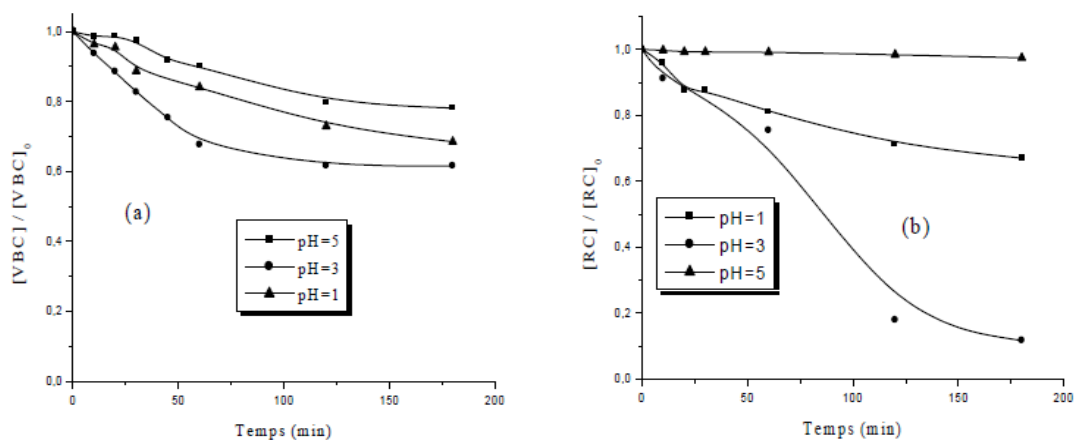 [VBC] / [VBC]₀
1,0
0,8
0,6
0,4
0,2
0,0
(a)
pH=5
pH=3
pH=1
0 50 100 150 200
Temps (min)
[RC] / [RC]₀
1,0
0,8
0,6
0,4
0,2
0,0
pH=1
pH=3
pH=5
(b)
0 50 100 150 200
Temps (min)